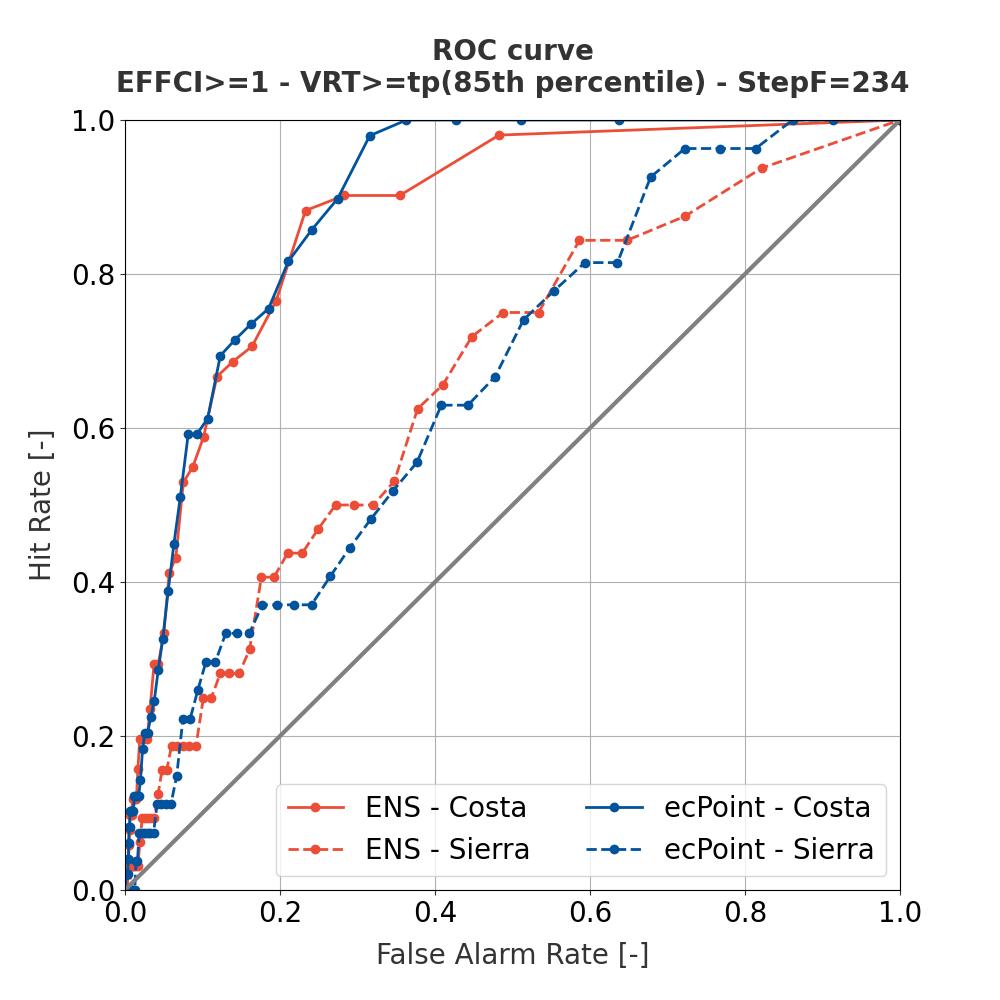 ROC curve
EFFCI>=1 - VRT>=tp(85th percentile) - StepF=234
1.0
0.8
0.6
0.4
0.2
0.0
Hit Rate [-]
ENS - Costa
ENS - Sierra
ecPoint - Costa
ecPoint - Sierra
0.0 0.2 0.4 0.6 0.8 1.0
False Alarm Rate [-]